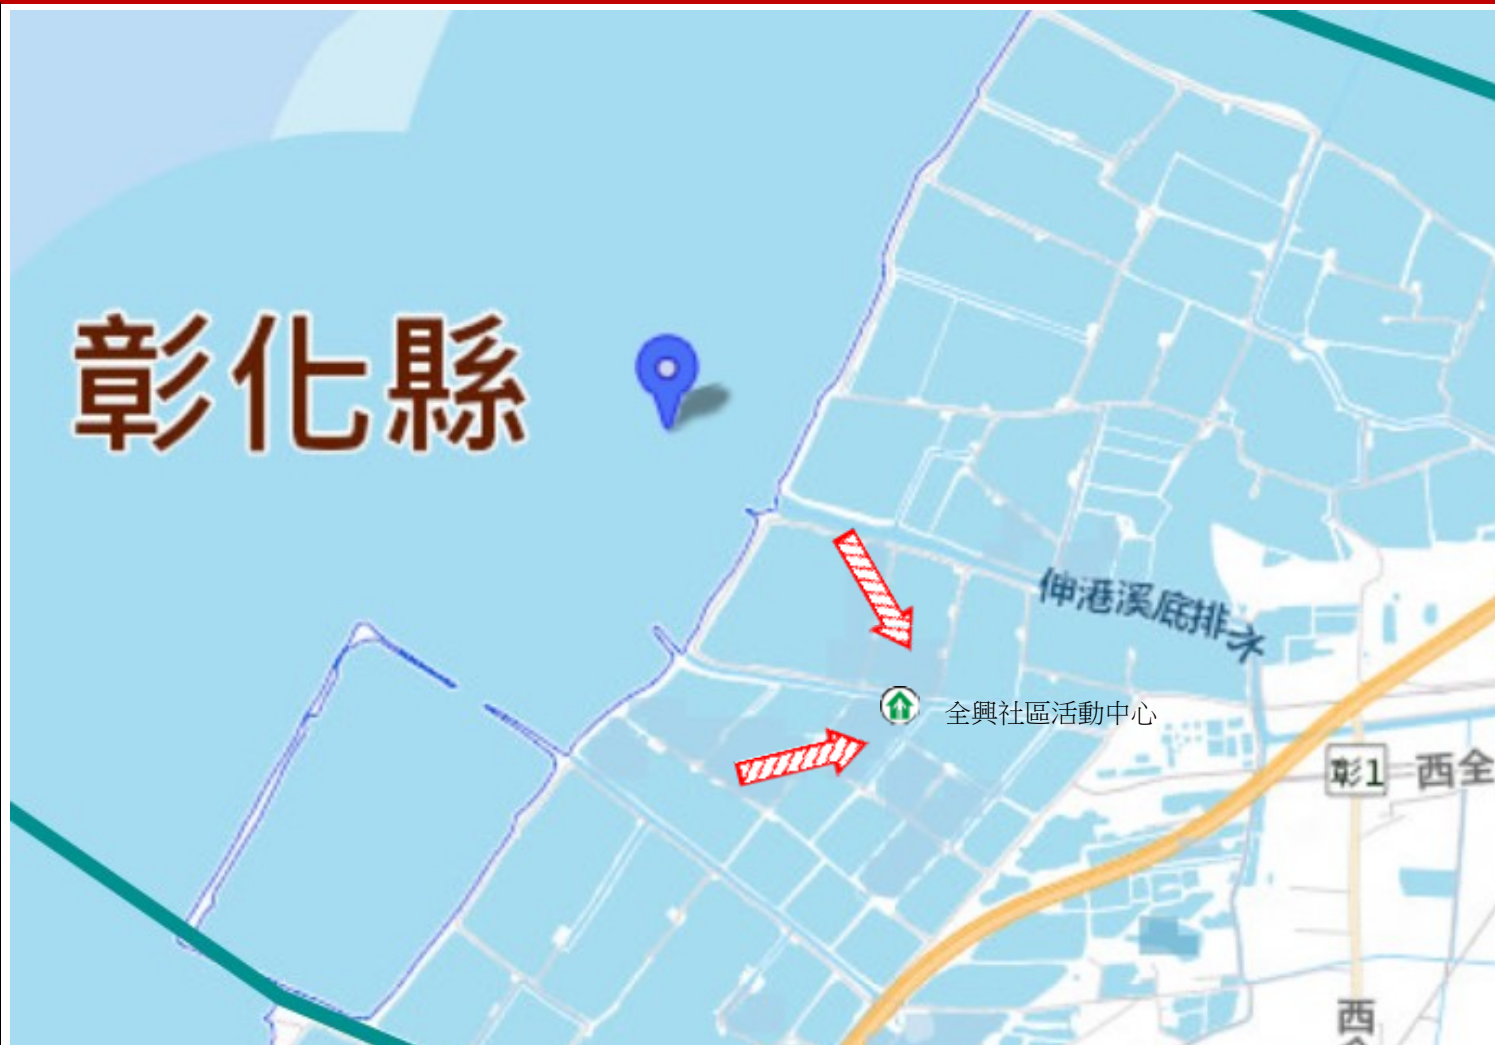 彰化縣
伸港溪底排水
全興社區活動中心
彰1
西全
西